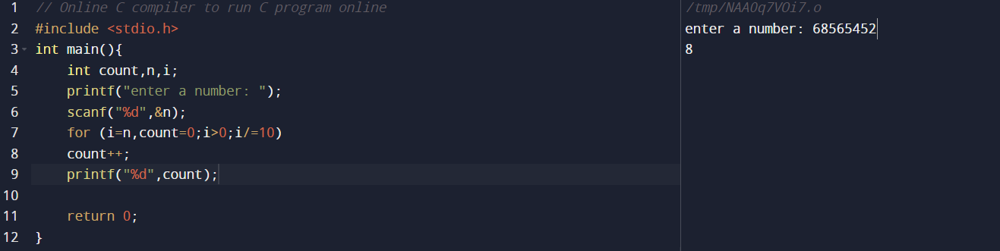 1 // Online C compiler to run C program online
2 #include <stdio.h>
3 int main(){
4     int count,n,i;
5     printf("enter a number: ");
6     scanf("%d",&n);
7     for (i=n,count=0;i>0;i/=10)
8     count++;
9     printf("%d",count);
10
11     return 0;
12 }
/tmp/NAA0q7VOi7.o
enter a number: 68565452
8